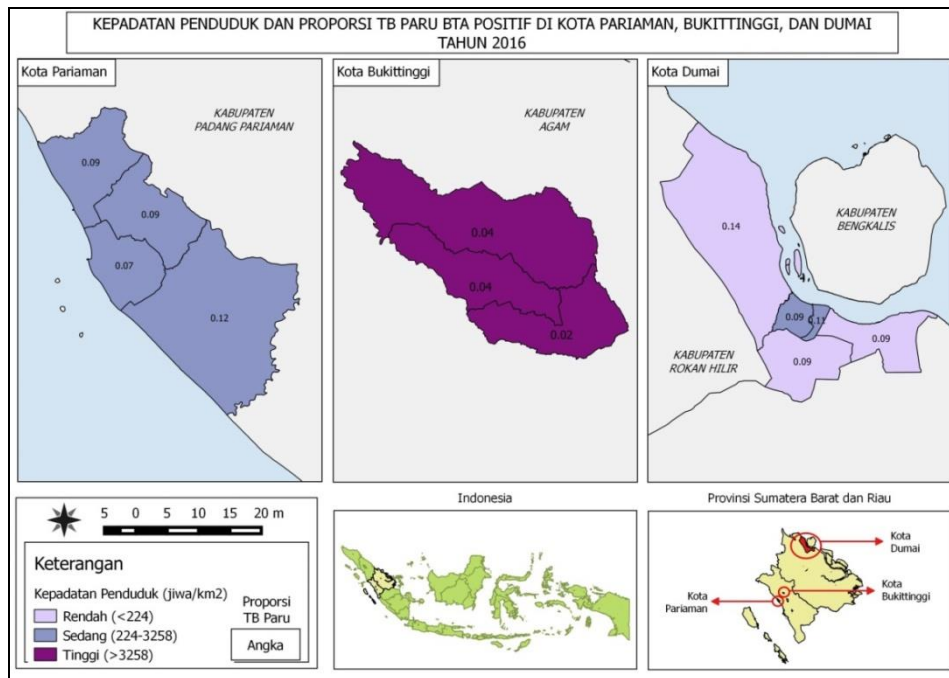 KEPADATAN PENDUDUK DAN PROPORSI TB PARU BTA POSITIF DI KOTA PARIAMAN, BUKITTINGGI, DAN DUMAI
TAHUN 2016
Kota Pariaman
KABUPATEN
PADANG PARIAMAN
0.09
0.09
0.07
0.12
Kota Bukittinggi
KABUPATEN
AGAM
0.04
0.04
0.02
Kota Dumai
KABUPATEN
BENGKALIS
0.14
0.09
0.09
0.09
KABUPATEN
ROKAN HILIR
5 0 5 10 15 20 m
Keterangan
Kepadatan Penduduk (jiwa/km2)
Rendah (<224)
Sedang (224-3258)
Tinggi (>3258)
Proporsi
TB Paru
Angka
Indonesia
Provinsi Sumatera Barat dan Riau
Kota
Dumai
Kota
Bukittinggi
Kota
Pariaman